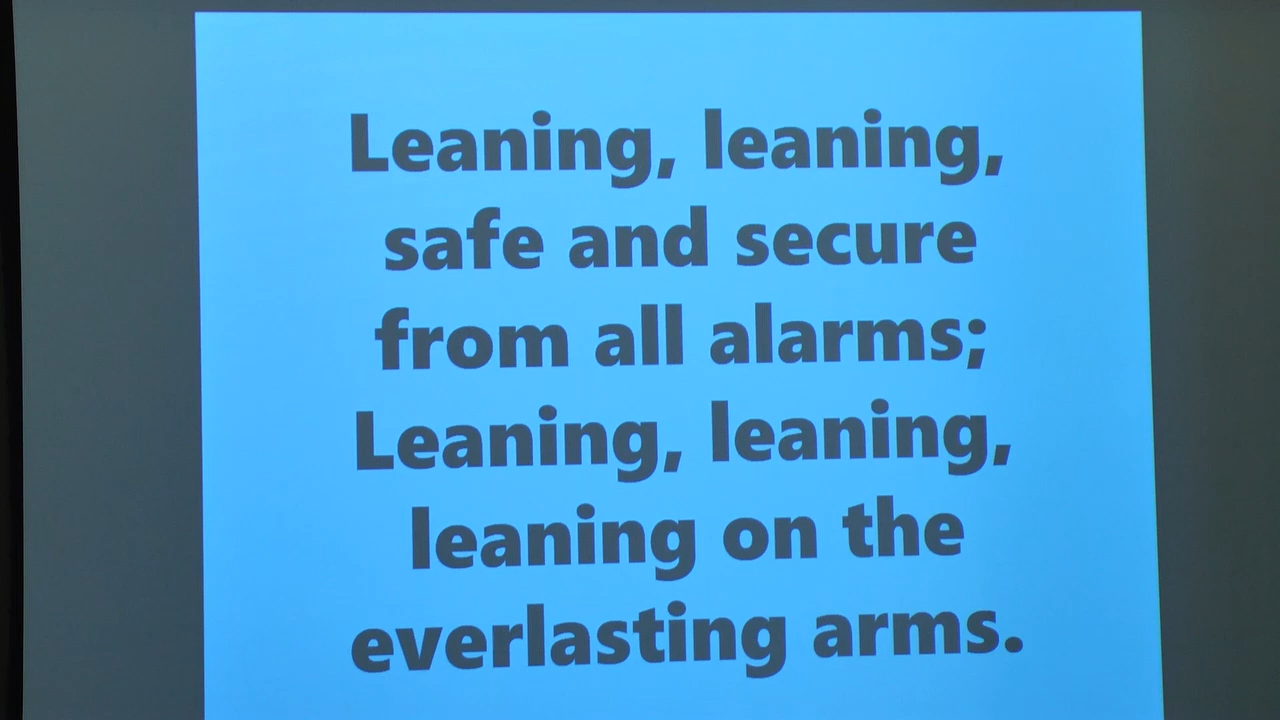 Leaning, leaning,
safe and secure
from all alarms;
Leaning, leaning,
leaning on the
everlasting arms.